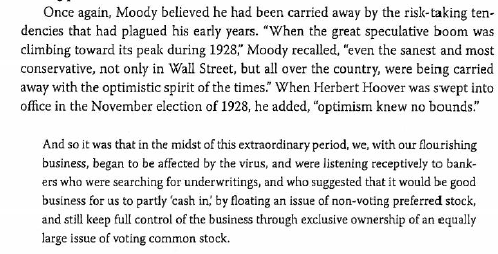 Once again, Moody believed he had been carried away by the risk-taking ten-
dencies that had plagued his early years. “When the great speculative boom was
climbing toward its peak during 1928,” Moody recalled, “even the sanest and most
conservative, not only in Wall Street, but all over the country, were being carried
away with the optimistic spirit of the times.” When Herbert Hoover was swept into
office in the November election of 1928, he added, “optimism knew no bounds.”
And so it was that in the midst of this extraordinary period, we, with our flourishing
business, began to be affected by the virus, and were listening receptively to bank-
ers who were searching for underwritings, and who suggested that it would be good
business for us to partly ‘cash in,’ by floating an issue of non-voting preferred stock,
and still keep full control of the business through exclusive ownership of an equally
large issue of voting common stock.